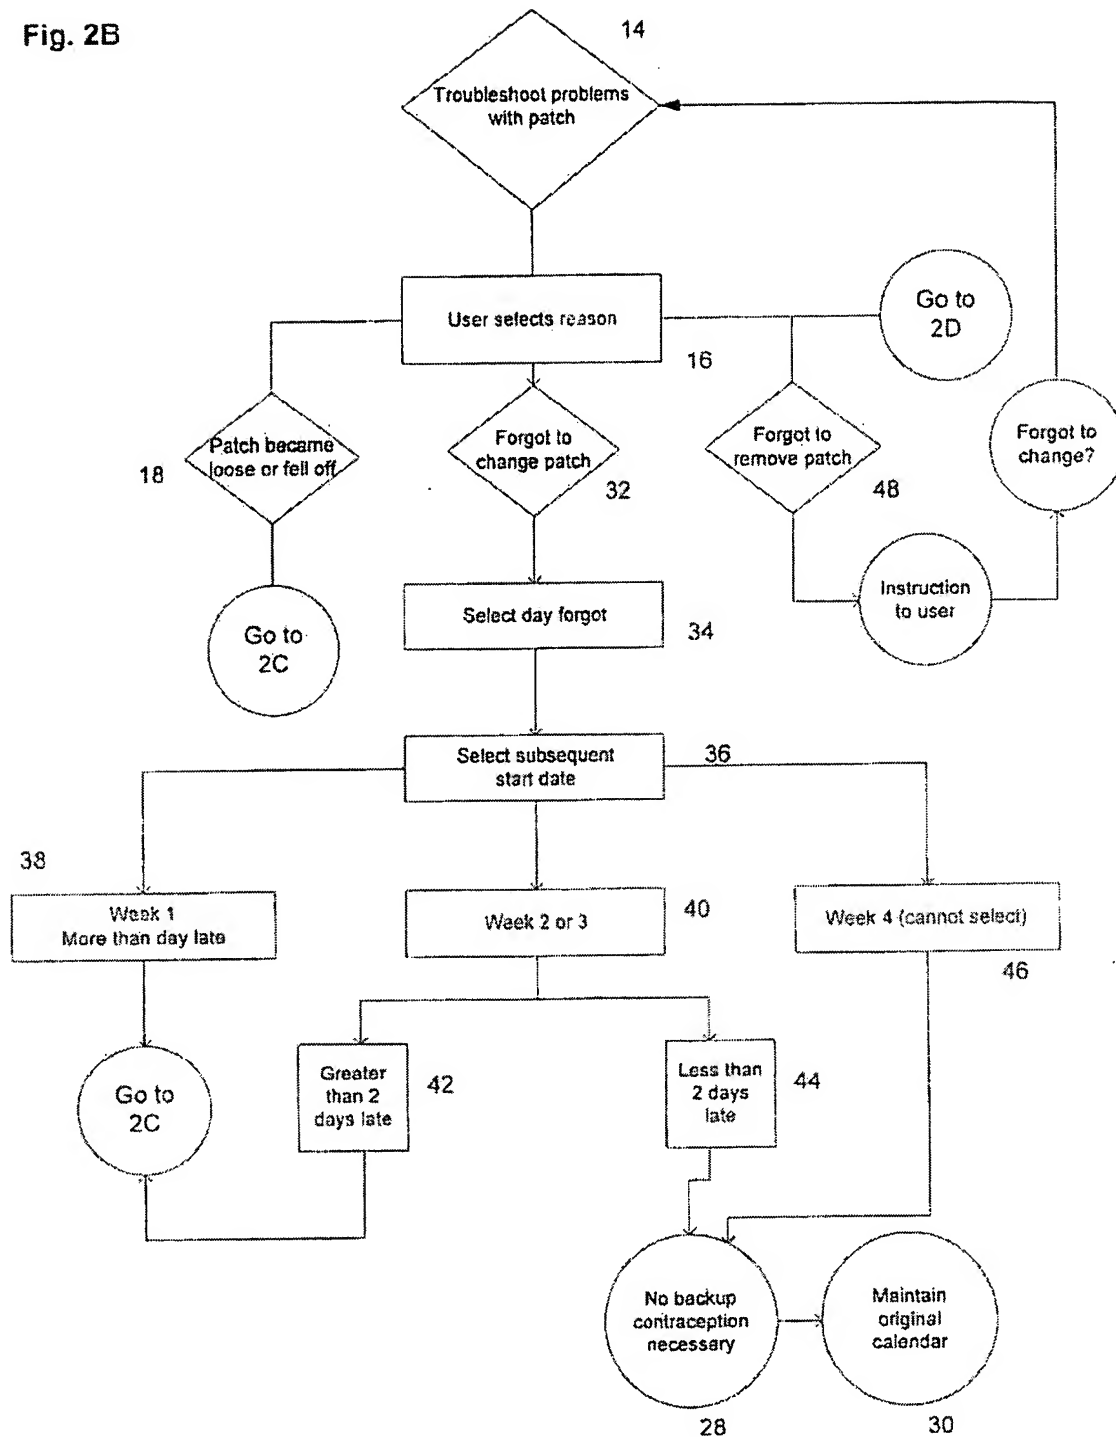 Fig. 2B
14
Troubleshoot problems
with patch
User selects reason
16
Go to
2D
Patch became
loose or fell off
18
Forgot to
change patch
32
Forgot to
remove patch
48
Forgot to
change?
Go to
2C
Select day forgot
34
Instruction
to user
Select subsequent
start date
36
38
Week 1
More than day late
Week 2 or 3
40
Week 4 (cannot select)
46
Go to
2C
Greater
than 2
days late
42
Less than
2 days
late
44
No backup
contraception
necessary
28
Maintain
original
calendar
30